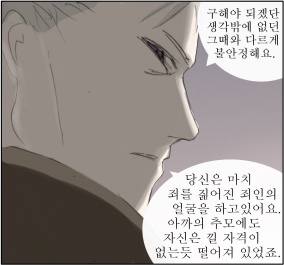 구해야 되겠단
생각밖에 없던
그때와 다르게
불안정해요.
당신은 마치
죄를 짊어진 죄인의
얼굴을 하고있어요.
아까의 추모에도
자신은 낄 자격이
없는듯 떨어져 있었죠.